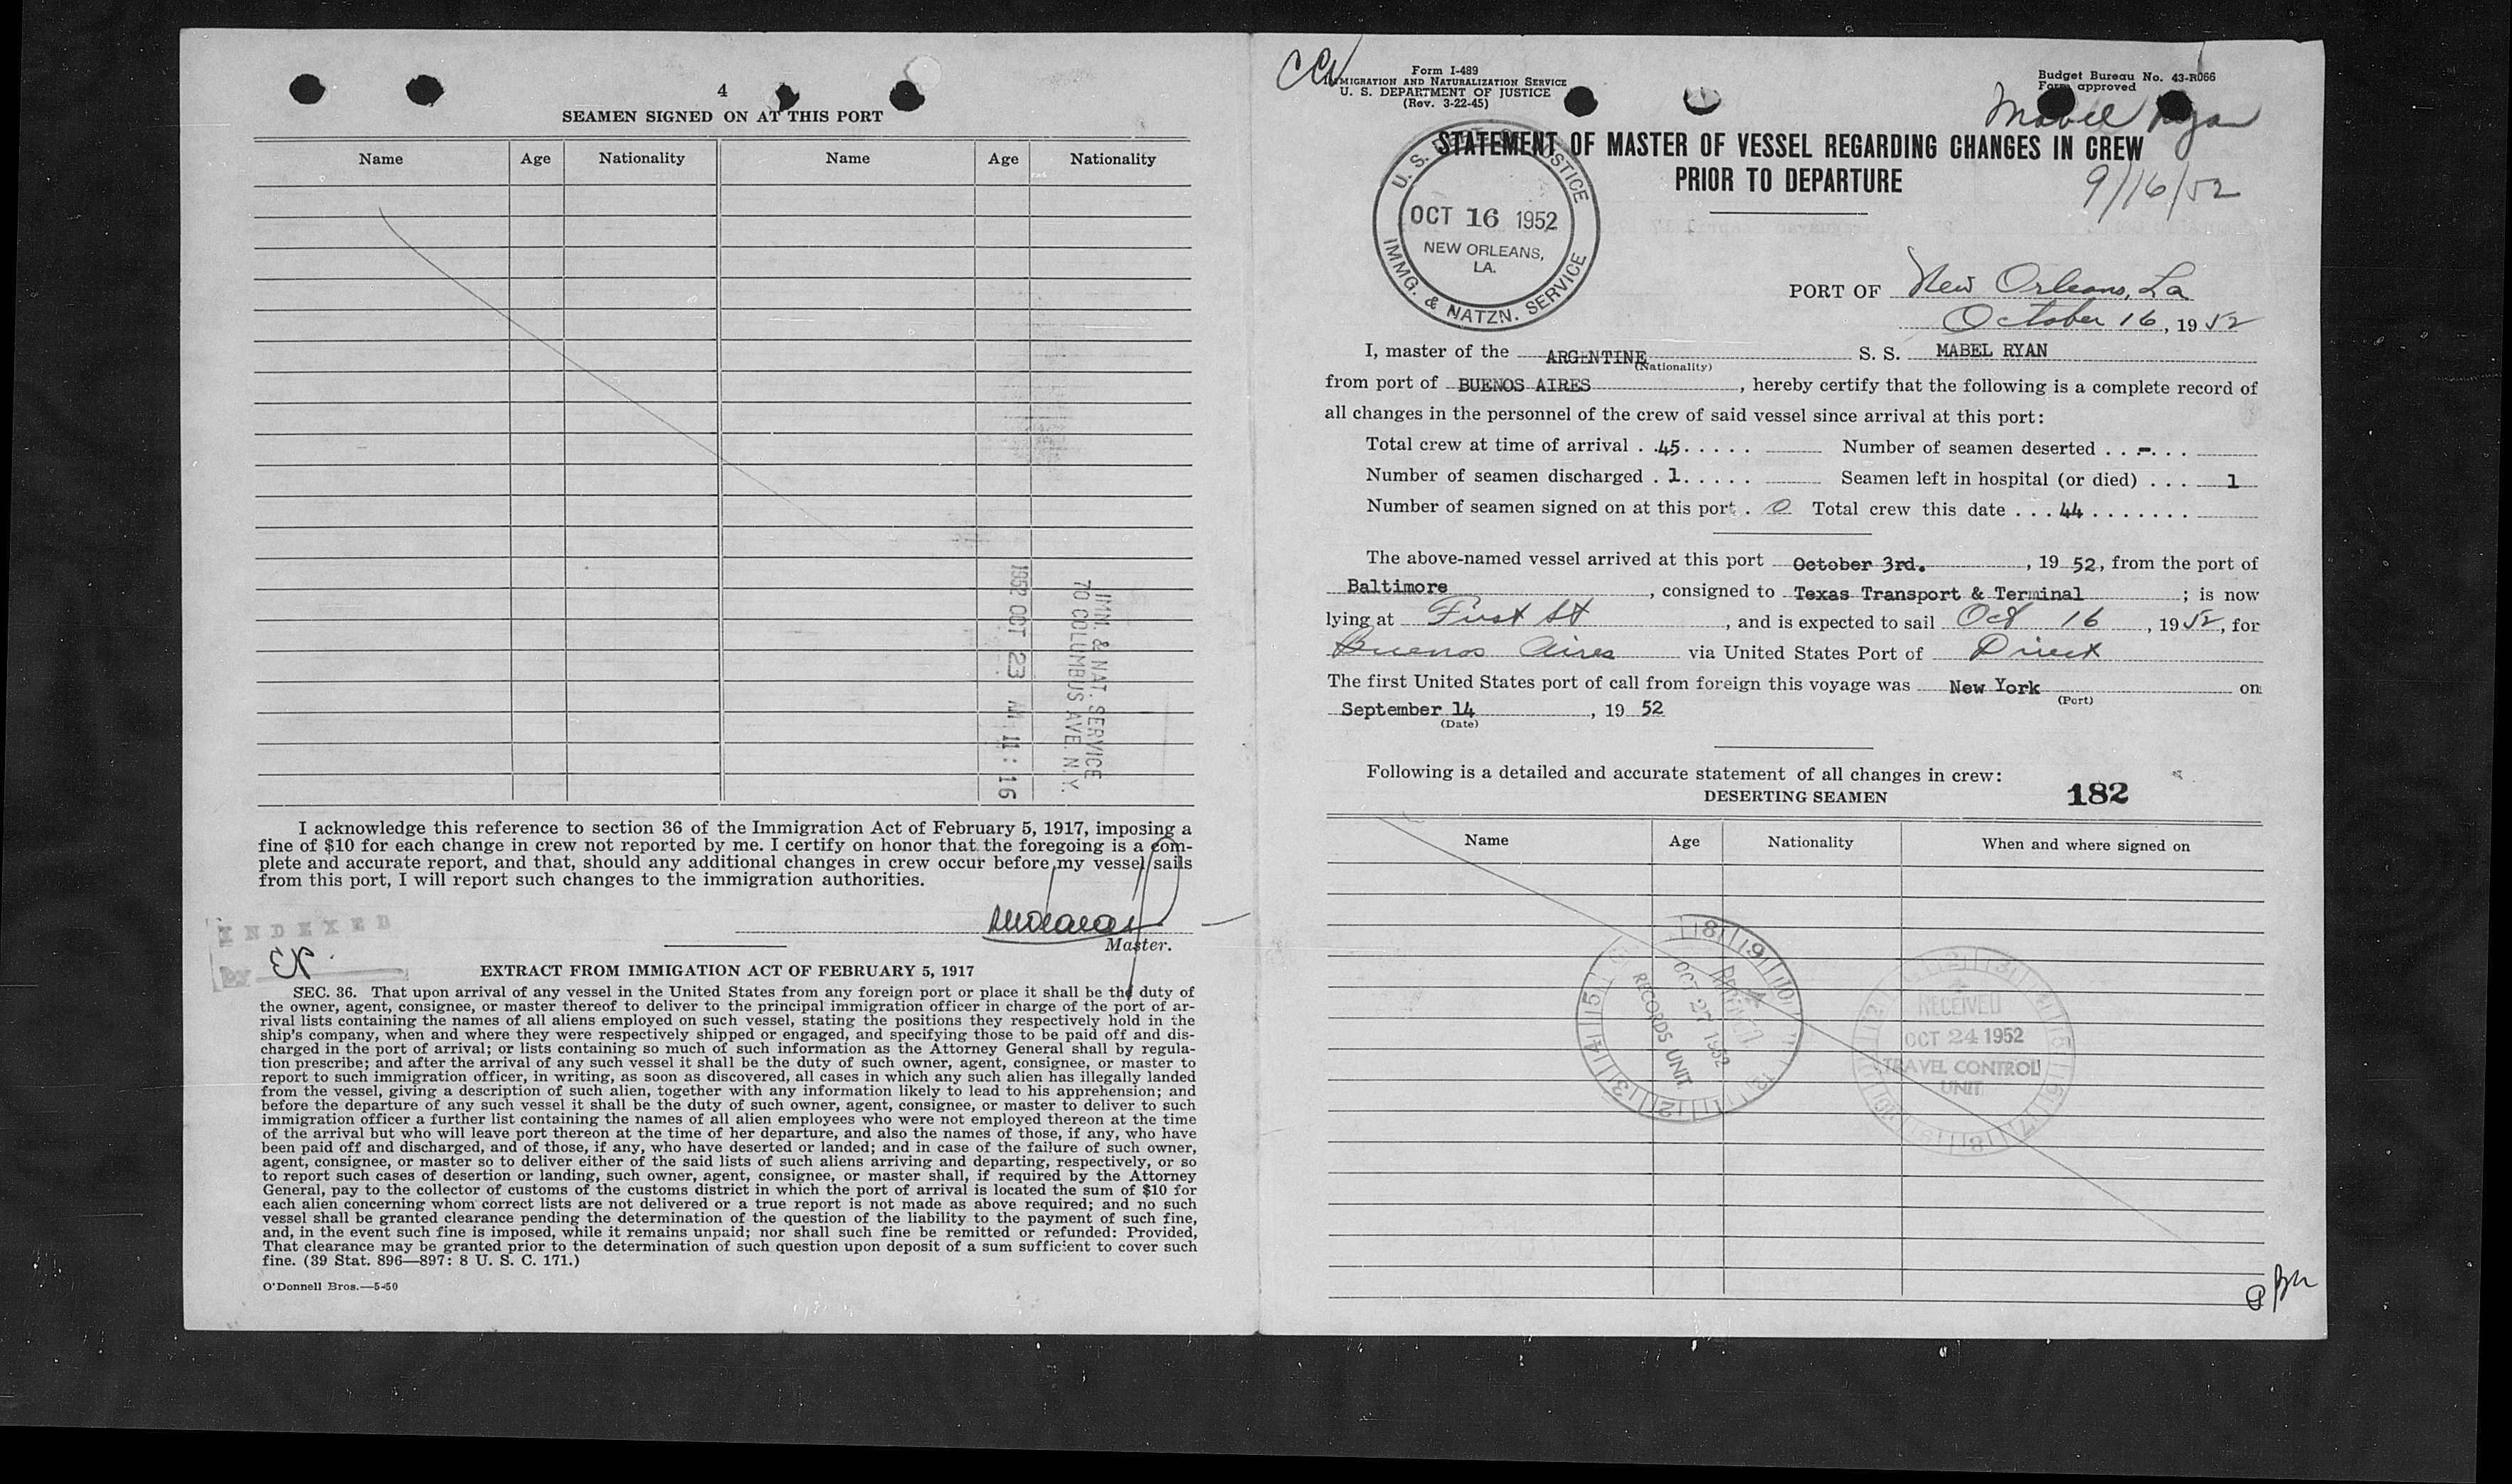 4
SEAMEN SIGNED ON AT THIS PORT
Name Age Nationality Name Age Nationality
IMM. & NAT. SERVICE
70 COLUMBUS AVE. N.Y.
1952 OCT 23 AM 11:16
I acknowledge this reference to section 36 of the Immigration Act of February 5, 1917, imposing a
fine of $10 for each change in crew not reported by me. I certify on honor that the foregoing is a com-
plete and accurate report, and that, should any additional changes in crew occur before my vessel sails
from this port, I will report such changes to the immigration authorities.
Master.
INDEXED
By
EXTRACT FROM IMMIGATION ACT OF FEBRUARY 5, 1917
SEC. 36. That upon arrival of any vessel in the United States from any foreign port or place it shall be the duty of
the owner, agent, consignee, or master thereof to deliver to the principal immigration officer in charge of the port of ar-
rival lists containing the names of all aliens employed on such vessel, stating the positions they respectively hold in the
ship's company, when and where they were respectively shipped or engaged, and specifying those to be paid off and dis-
charged in the port of arrival; or lists containing so much of such information as the Attorney General shall by regula-
tion prescribe; and after the arrival of any such vessel it shall be the duty of such owner, agent, consignee, or master to
report to such immigration officer, in writing, as soon as discovered, all cases in which any such alien has illegally landed
from the vessel, giving a description of such alien, together with any information likely to lead to his apprehension; and
before the departure of any such vessel it shall be the duty of such owner, agent, consignee, or master to deliver to such
immigration officer a further list containing the names of all alien employees who were not employed thereon at the time
of the arrival but who will leave port thereon at the time of her departure, and also the names of those, if any, who have
been paid off and discharged, and of those, if any, who have deserted or landed; and in case of the failure of such owner,
agent, consignee, or master so to deliver either of the said lists of such aliens arriving and departing, respectively, or so
to report such cases of desertion or landing, such owner, agent, consignee, or master shall, if required by the Attorney
General, pay to the collector of customs of the customs district in which the port of arrival is located the sum of $10 for
each alien concerning whom correct lists are not delivered or a true report is not made as above required; and no such
vessel shall be granted clearance pending the determination of the question of the liability to the payment of such fine,
and, in the event such fine is imposed, while it remains unpaid; nor shall such fine be remitted or refunded: Provided,
That clearance may be granted prior to the determination of such question upon deposit of a sum sufficient to cover such
fine. (39 Stat. 896—897: 8 U. S. C. 171.)
O'Donnell Bros.—5-50
Form I-489
IMMIGRATION AND NATURALIZATION SERVICE
U. S. DEPARTMENT OF JUSTICE
(Rev. 3-22-45)
Budget Bureau No. 43-R066
Form approved
Mabel Ryan
9/16/52
STATEMENT OF MASTER OF VESSEL REGARDING CHANGES IN CREW
PRIOR TO DEPARTURE
U. S. DEPT. OF JUSTICE
OCT 16 1952
NEW ORLEANS,
LA.
IMMG. & NATZN. SERVICE
PORT OF New Orleans, La
October 16, 1952
I, master of the ARGENTINE S. S. MABEL RYAN
(Nationality)
from port of BUENOS AIRES, hereby certify that the following is a complete record of
all changes in the personnel of the crew of said vessel since arrival at this port:
Total crew at time of arrival . . 45 . . . . . Number of seamen deserted . . . - . . .
Number of seamen discharged . 1 . . . . . Seamen left in hospital (or died) . . . 1
Number of seamen signed on at this port . 0 Total crew this date . . . 44 . . . . . . .
The above-named vessel arrived at this port October 3rd. , 19 52, from the port of
Baltimore , consigned to Texas Transport & Terminal ; is now
lying at First St , and is expected to sail Oct 16 , 1952, for
Buenos Aires via United States Port of Direct
The first United States port of call from foreign this voyage was New York on
(Port)
September 14 , 19 52
(Date)
Following is a detailed and accurate statement of all changes in crew:
DESERTING SEAMEN 182
Name Age Nationality When and where signed on
OCT 27 1952
RECORDS UNIT
RECEIVED
OCT 24 1952
TRAVEL CONTROL
UNIT